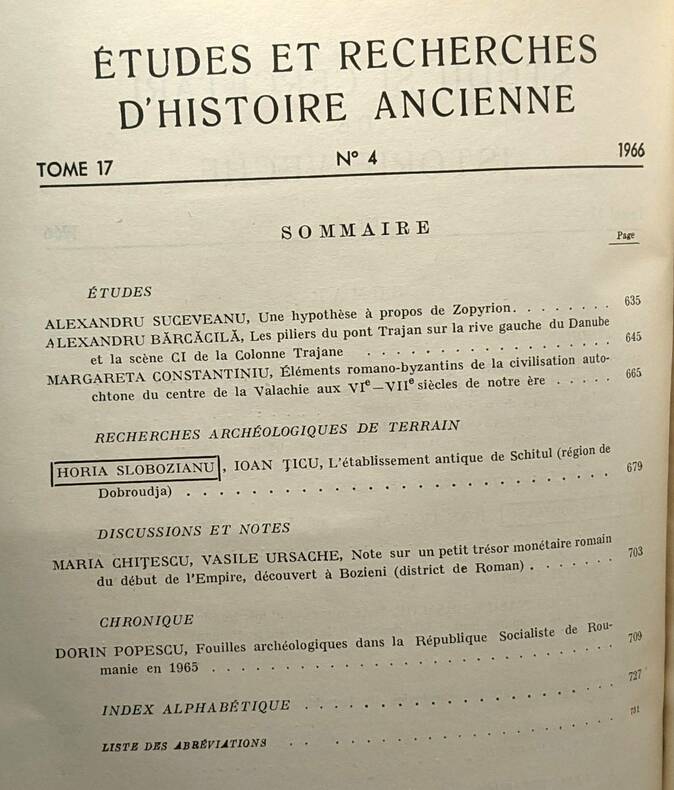 ÉTUDES ET RECHERCHES
D'HISTOIRE ANCIENNE
TOME 17 N° 4 1966
SOMMAIRE
Page
ÉTUDES
ALEXANDRU SUCEVEANU, Une hypothèse à propos de Zopyrion. . . . . . . . 635
ALEXANDRU BĂRCĂCILĂ, Les piliers du pont Trajan sur la rive gauche du Danube
et la scène CI de la Colonne Trajane . . . . . . . . . . . . . . . . . 645
MARGARETA CONSTANTINIU, Éléments romano-byzantins de la civilisation auto-
chtone du centre de la Valachie aux VIe—VIIe siècles de notre ère . . . . . 665
RECHERCHES ARCHÉOLOGIQUES DE TERRAIN
HORIA SLOBOZIANU, IOAN ŢICU, L'établissement antique de Schitul (région de
Dobroudja) . . . . . . . . . . . . . . . . . . . . . . . . . . . . . 679
DISCUSSIONS ET NOTES
MARIA CHIŢESCU, VASILE URSACHE, Note sur un petit trésor monétaire romain
du début de l'Empire, découvert à Bozieni (district de Roman) . . . . . . . 703
CHRONIQUE
DORIN POPESCU, Fouilles archéologiques dans la République Socialiste de Rou-
manie en 1965 . . . . . . . . . . . . . . . . . . . . . . . . . . . . 709
INDEX ALPHABÉTIQUE . . . . . . . . . . . . . . . . . . . . . . . 727
LISTE DES ABRÉVIATIONS . . . . . . . . . . . . . . . . . . . . . . 731